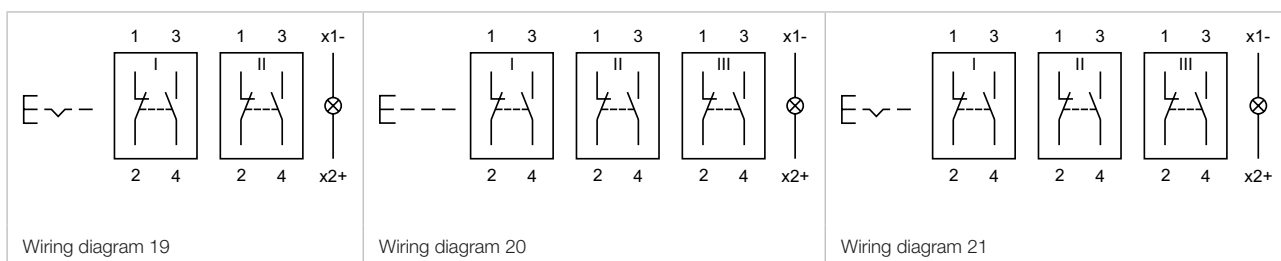 1 3 1 3 x1-
I II
2 4 2 4 x2+
Wiring diagram 19
1 3 1 3 1 3 x1-
I II III
2 4 2 4 2 4 x2+
Wiring diagram 20
1 3 1 3 1 3 x1-
I II III
2 4 2 4 2 4 x2+
Wiring diagram 21